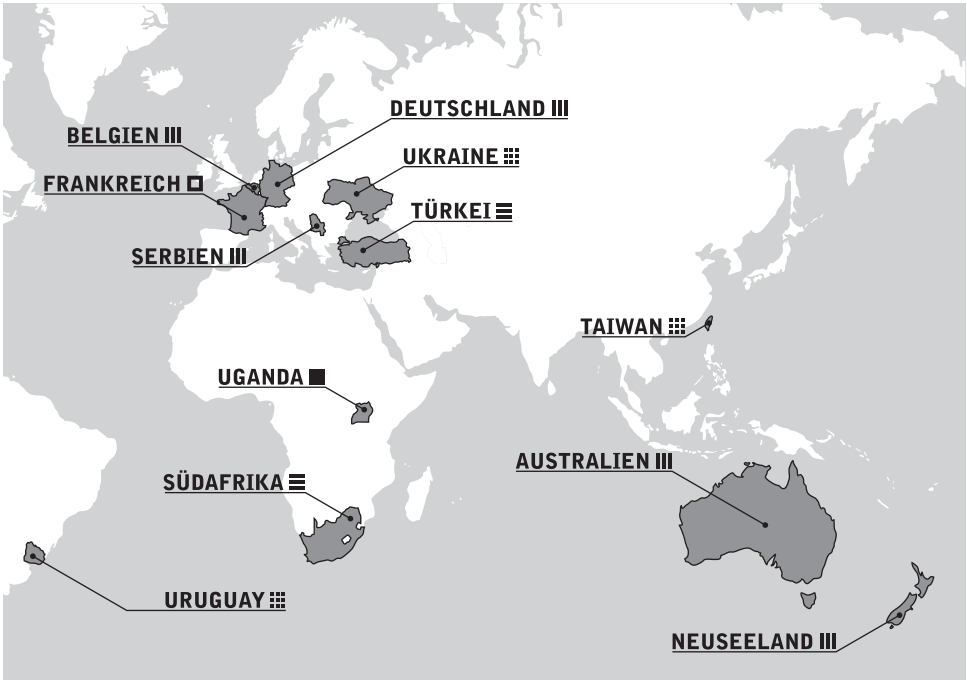 DEUTSCHLAND
BELGIEN
UKRAINE
FRANKREICH
TÜRKEI
SERBIEN
TAIWAN
UGANDA
AUSTRALIEN
SÜDAFRIKA
URUGUAY
NEUSEELAND